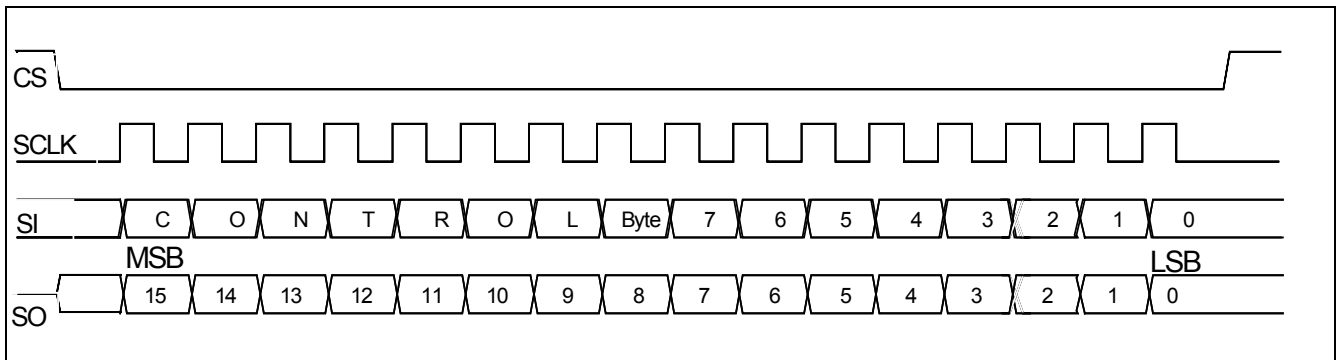 CS
SCLK
SI C O N T R O L Byte 7 6 5 4 3 2 1 0
MSB LSB
SO 15 14 13 12 11 10 9 8 7 6 5 4 3 2 1 0